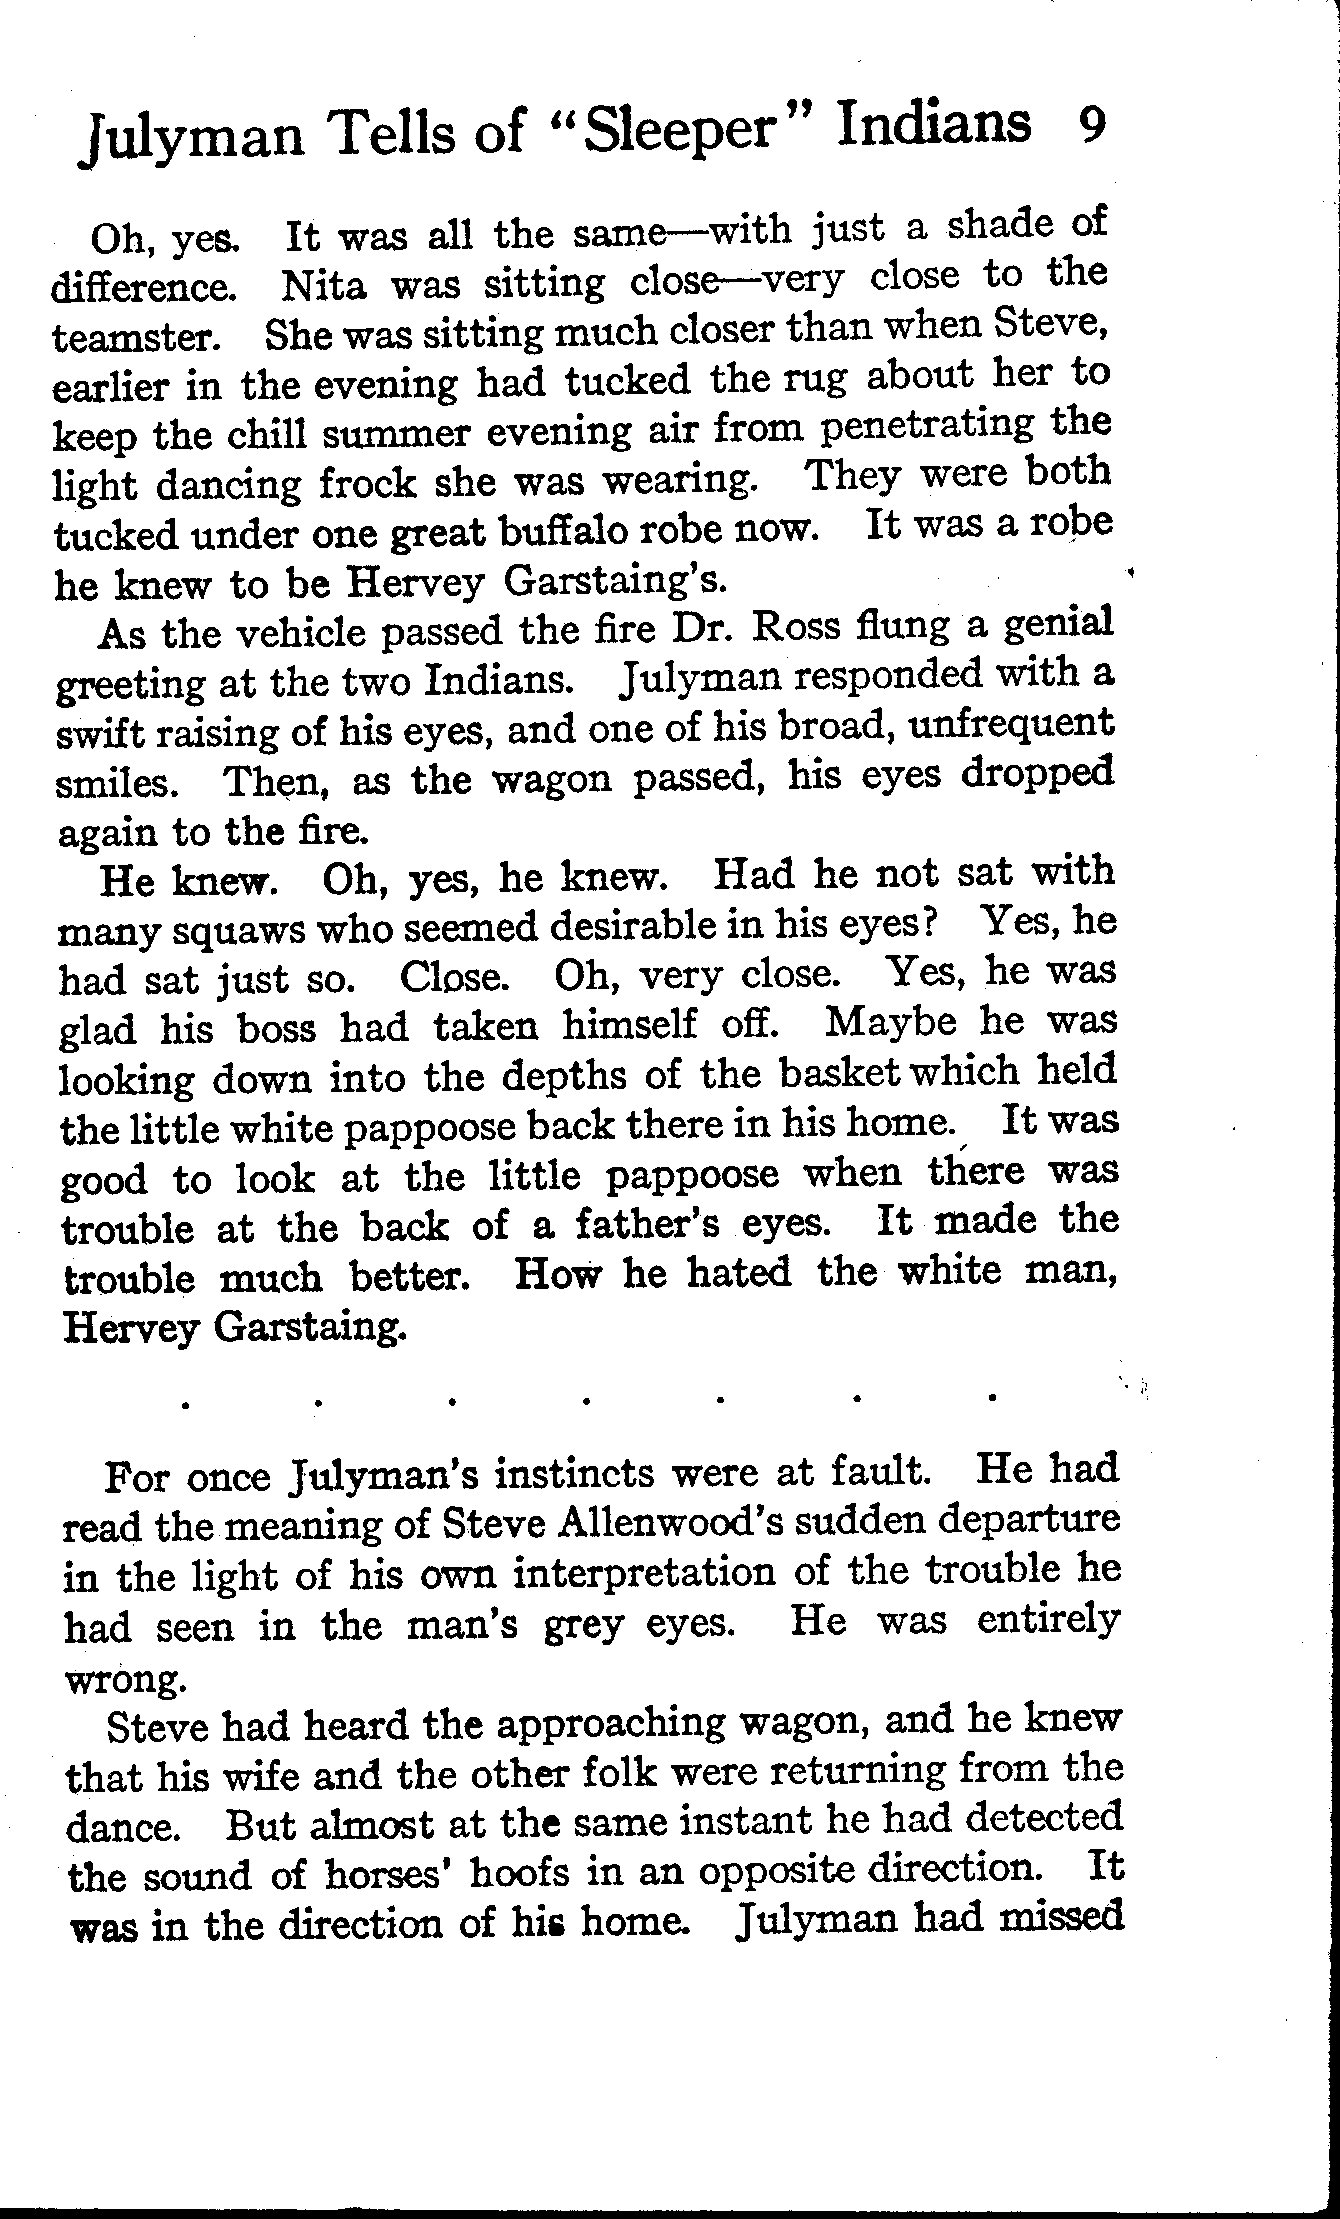 Julyman Tells of “Sleeper” Indians 9
Oh, yes. It was all the same—with just a shade of
difference. Nita was sitting close—very close to the
teamster. She was sitting much closer than when Steve,
earlier in the evening had tucked the rug about her to
keep the chill summer evening air from penetrating the
light dancing frock she was wearing. They were both
tucked under one great buffalo robe now. It was a robe
he knew to be Hervey Garstaing's.
As the vehicle passed the fire Dr. Ross flung a genial
greeting at the two Indians. Julyman responded with a
swift raising of his eyes, and one of his broad, unfrequent
smiles. Then, as the wagon passed, his eyes dropped
again to the fire.
He knew. Oh, yes, he knew. Had he not sat with
many squaws who seemed desirable in his eyes? Yes, he
had sat just so. Close. Oh, very close. Yes, he was
glad his boss had taken himself off. Maybe he was
looking down into the depths of the basket which held
the little white pappoose back there in his home. It was
good to look at the little pappoose when there was
trouble at the back of a father's eyes. It made the
trouble much better. How he hated the white man,
Hervey Garstaing.
. . . . . . .
For once Julyman's instincts were at fault. He had
read the meaning of Steve Allenwood's sudden departure
in the light of his own interpretation of the trouble he
had seen in the man's grey eyes. He was entirely
wrong.
Steve had heard the approaching wagon, and he knew
that his wife and the other folk were returning from the
dance. But almost at the same instant he had detected
the sound of horses' hoofs in an opposite direction. It
was in the direction of his home. Julyman had missed